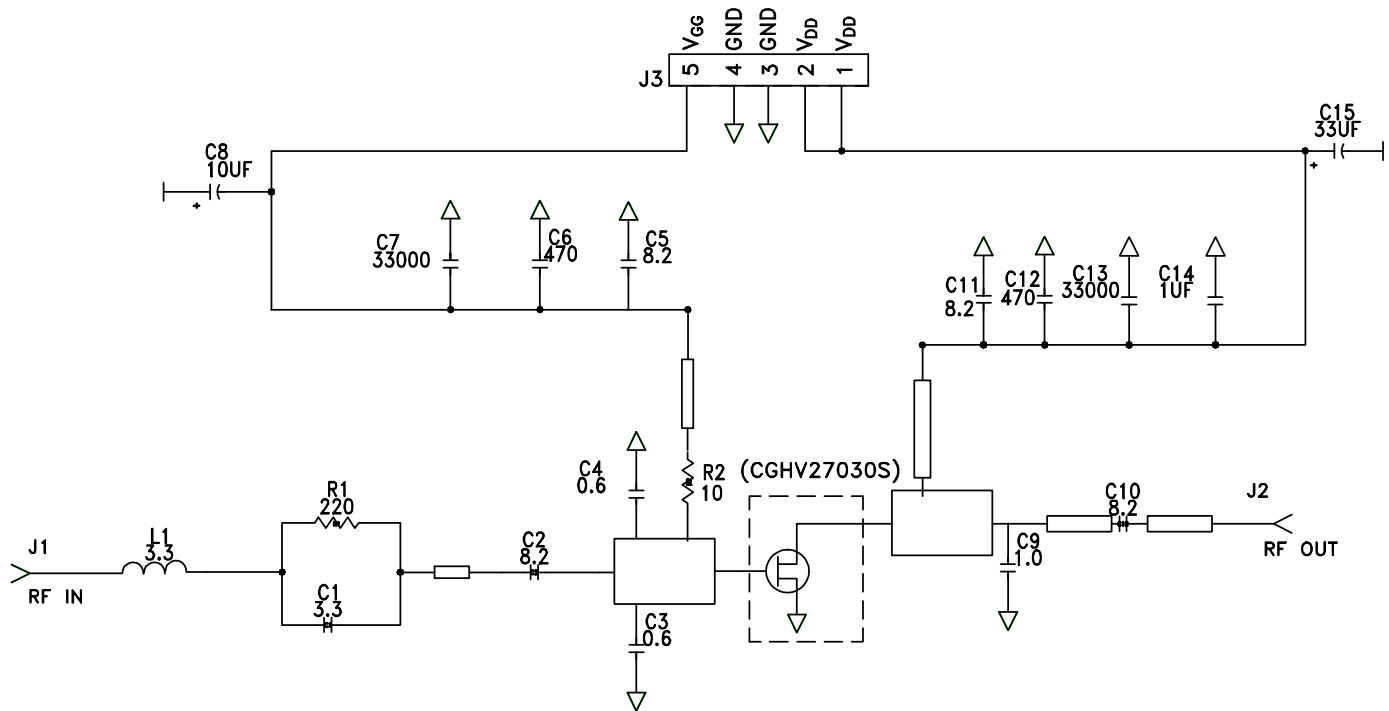 VGG
GND
GND
VDD
VDD
J3
5
4
3
2
1
C15
33UF
+
C8
10UF
+
C7
33000
C6
470
C5
8.2
C11
8.2
C12
470
C13
33000
C14
1UF
C4
0.6
R2
10
(CGHV27030S)
R1
220
C10
8.2
J2
RF OUT
J1
RF IN
L1
3.3
C2
8.2
C9
1.0
C1
3.3
C3
0.6